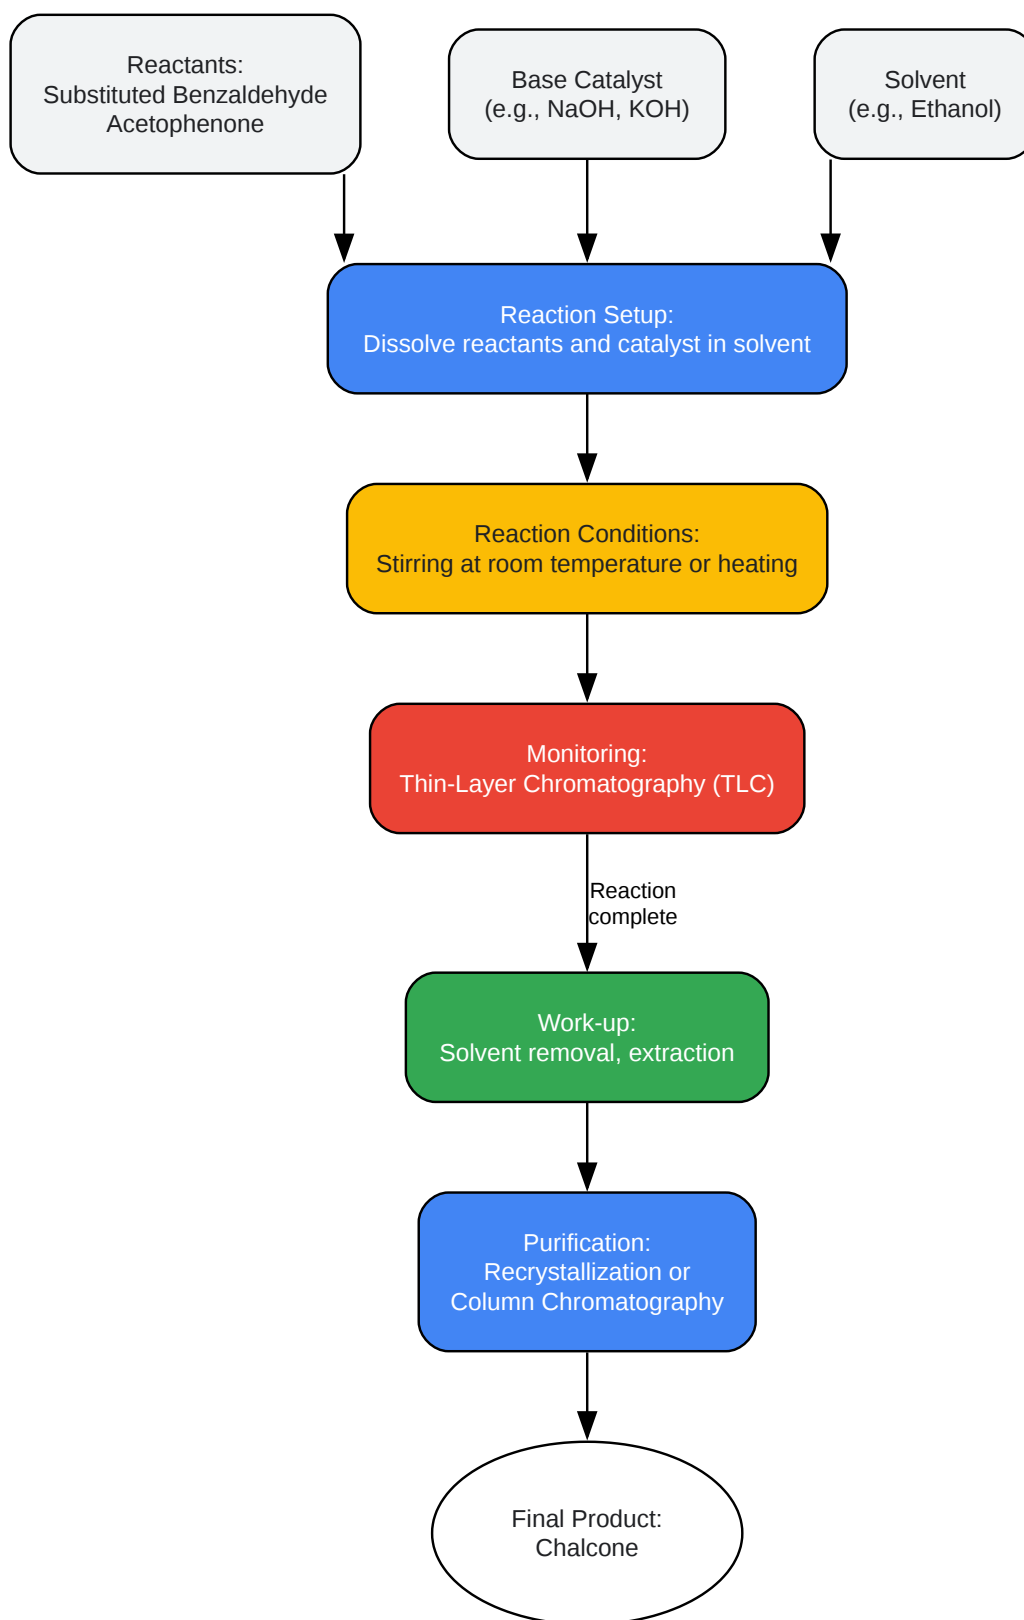 Reactants:
Substituted Benzaldehyde
Acetophenone
Base Catalyst
(e.g., NaOH, KOH)
Solvent
(e.g., Ethanol)
Reaction Setup:
Dissolve reactants and catalyst in solvent
Reaction Conditions:
Stirring at room temperature or heating
Monitoring:
Thin-Layer Chromatography (TLC)
Reaction
complete
Work-up:
Solvent removal, extraction
Purification:
Recrystallization or
Column Chromatography
Final Product:
Chalcone